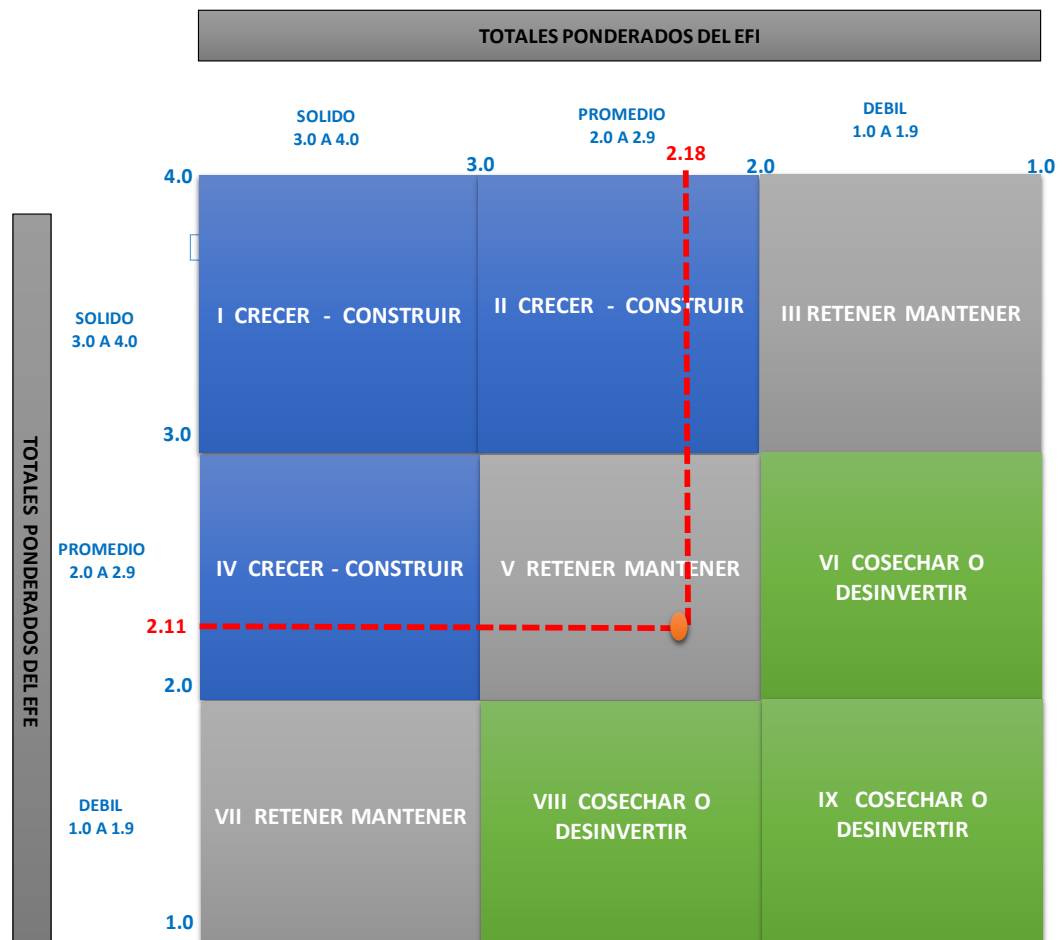 TOTALES PONDERADOS DEL EFI
SOLIDO
3.0 A 4.0
PROMEDIO
2.0 A 2.9
DEBIL
1.0 A 1.9
2.18
4.0
3.0
2.0
1.0
SOLIDO
3.0 A 4.0
I CRECER - CONSTRUIR
II CRECER - CONSTRUIR
III RETENER MANTENER
3.0
TOTALES PONDERADOS DEL EFE
PROMEDIO
2.0 A 2.9
IV CRECER - CONSTRUIR
V RETENER MANTENER
VI COSECHAR O
DESINVERTIR
2.11
2.0
DEBIL
1.0 A 1.9
VII RETENER MANTENER
VIII COSECHAR O
DESINVERTIR
IX COSECHAR O
DESINVERTIR
1.0